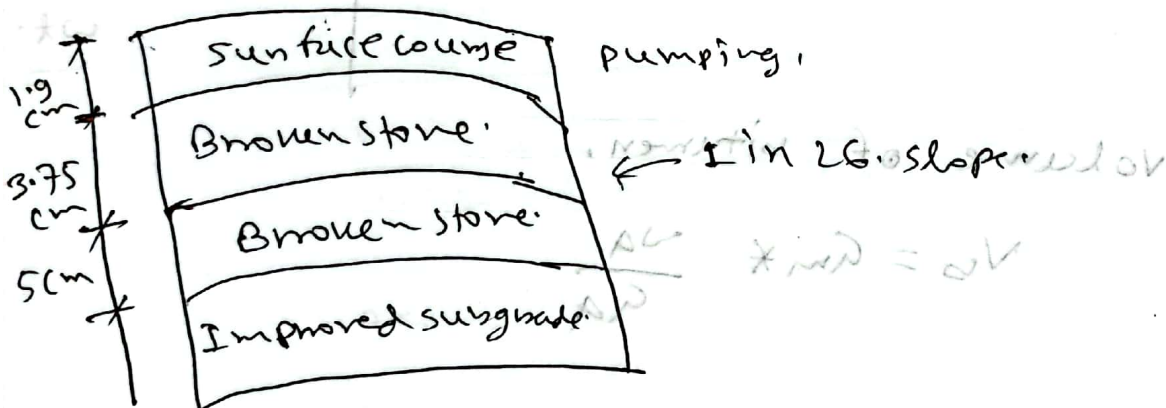 surface course
pumping.
1.9
cm
Broken stone.
1 in 26. slope.
3.75
cm
Broken stone.
5cm
Improved subgrade.